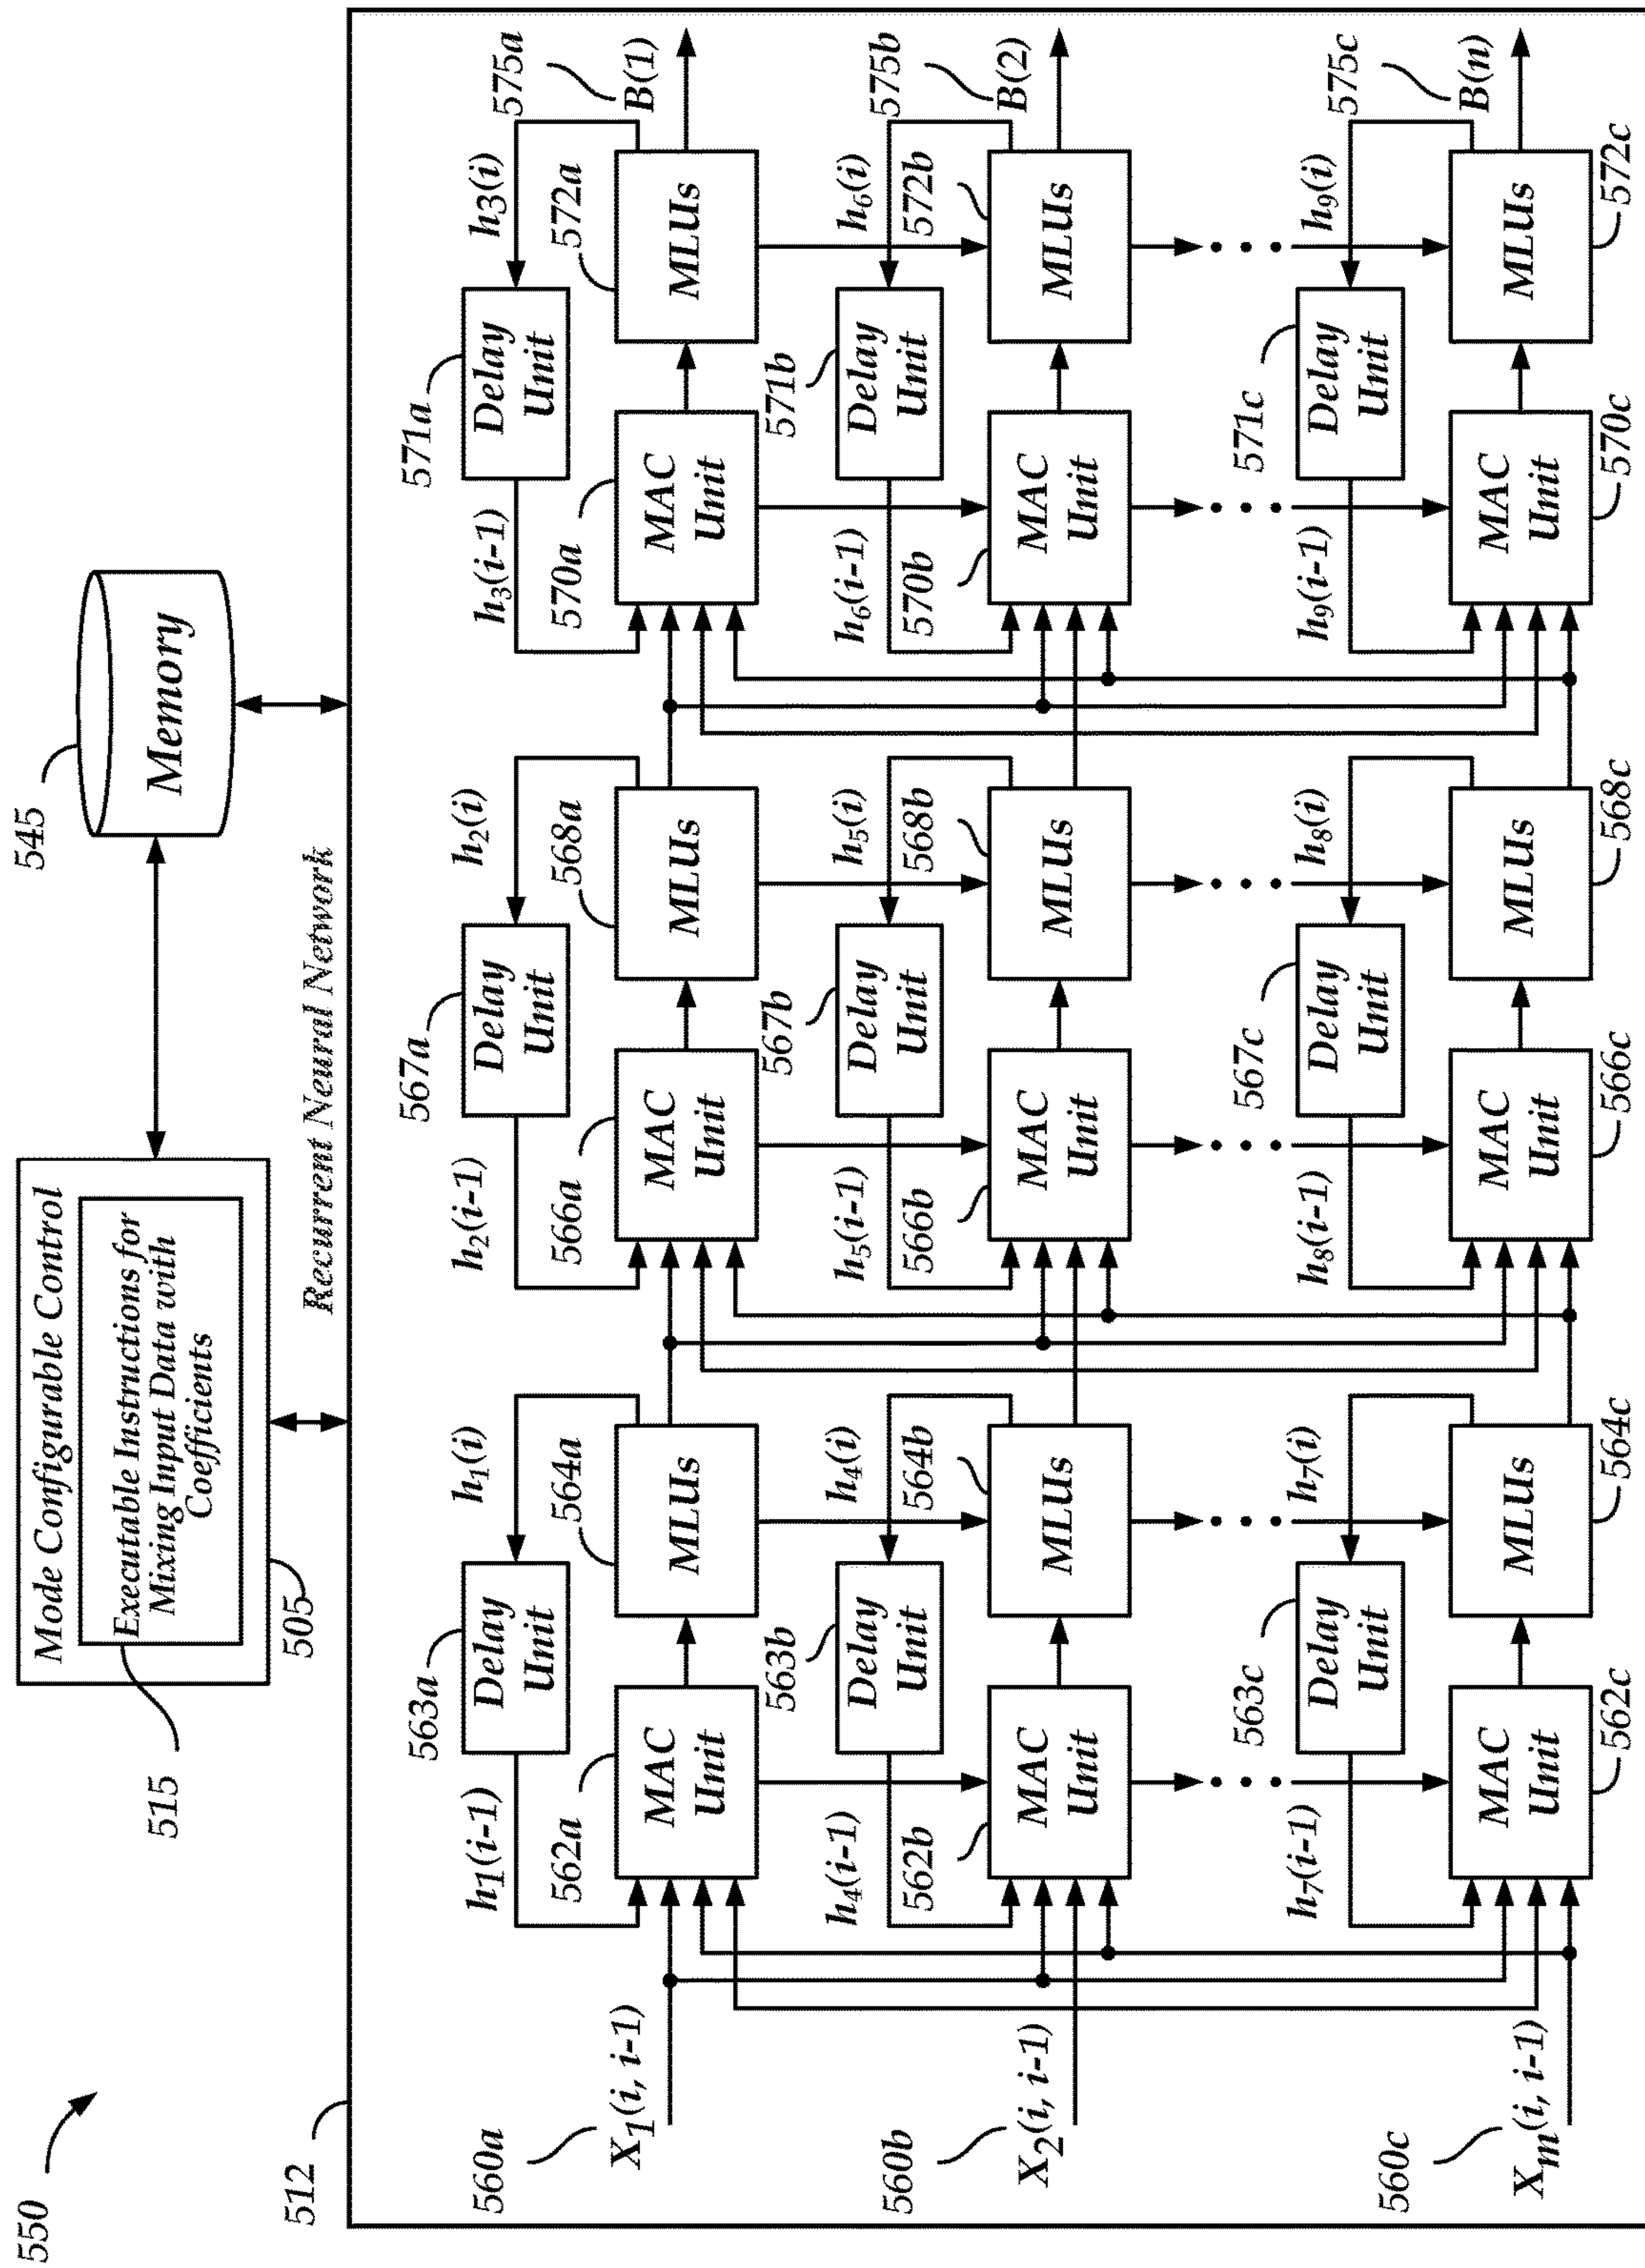 550
Mode Configurable Control
Executable Instructions for
Mixing Input Data with
Coefficients
515
505
545
Memory
512
Recurrent Neural Network
563a
Delay
Unit
h1(i-1)
h1(i)
567a
Delay
Unit
h2(i-1)
h2(i)
571a
Delay
Unit
h3(i-1)
h3(i)
575a
B(1)
560a
X1(i, i-1)
562a
MAC
Unit
564a
MLUs
566a
MAC
Unit
568a
MLUs
570a
MAC
Unit
572a
MLUs
563b
Delay
Unit
h4(i-1)
h4(i)
567b
Delay
Unit
h5(i-1)
h5(i)
571b
Delay
Unit
h6(i-1)
h6(i)
575b
B(2)
560b
X2(i, i-1)
562b
MAC
Unit
564b
MLUs
566b
MAC
Unit
568b
MLUs
570b
MAC
Unit
572b
MLUs
563c
Delay
Unit
h7(i-1)
h7(i)
567c
Delay
Unit
h8(i-1)
h8(i)
571c
Delay
Unit
h9(i-1)
h9(i)
575c
B(n)
560c
Xm(i, i-1)
MAC
Unit
562c
MLUs
564c
MAC
Unit
566c
MLUs
568c
MAC
Unit
570c
MLUs
572c